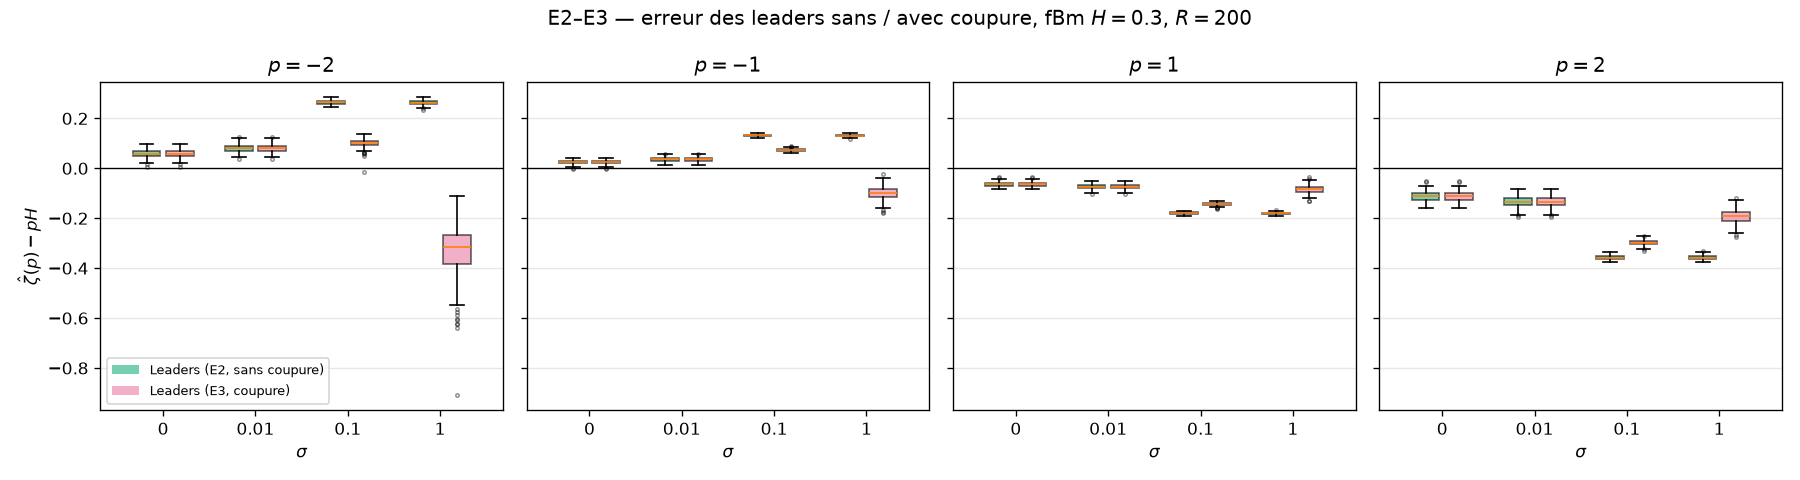 E2–E3 — erreur des leaders sans / avec coupure, fBm H = 0.3, R = 200
p = −2
p = −1
p = 1
p = 2
ζ̂(p) − pH
0.2
0.0
−0.2
−0.4
−0.6
−0.8
Leaders (E2, sans coupure)
Leaders (E3, coupure)
0 0.01 0.1 1
0 0.01 0.1 1
0 0.01 0.1 1
0 0.01 0.1 1
σ
σ
σ
σ